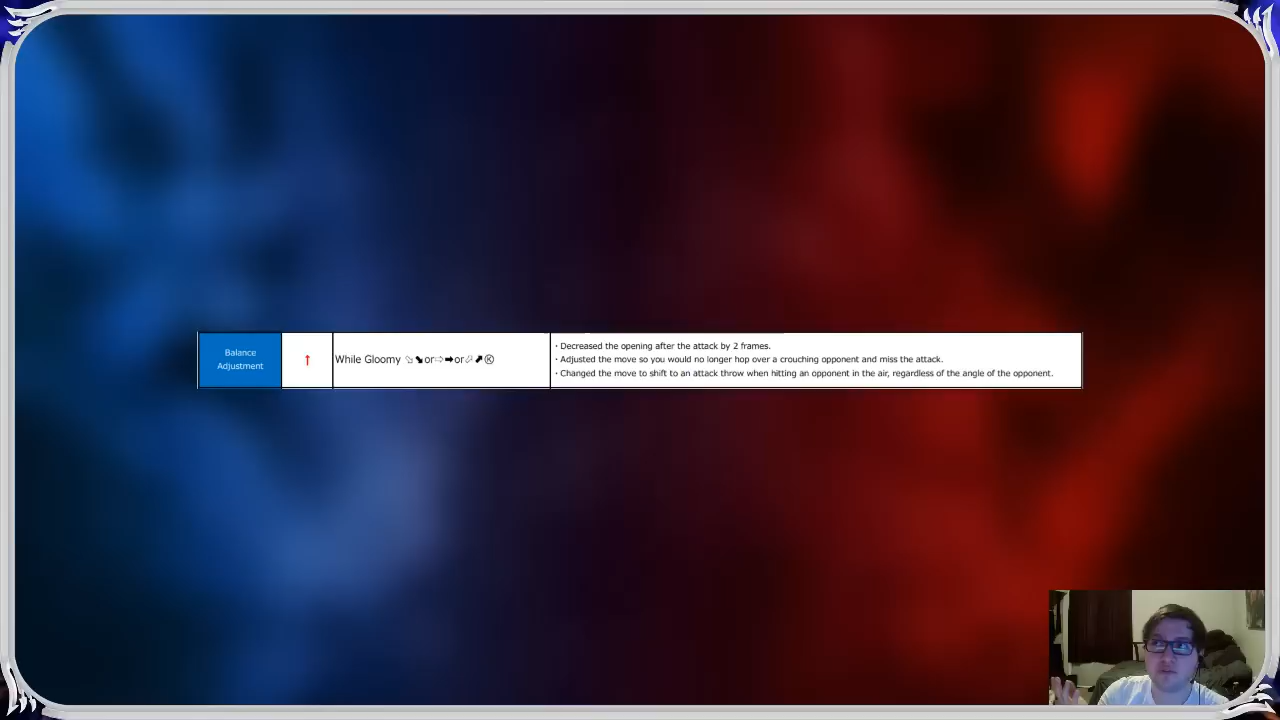 Balance
Adjustment
↑
While Gloomy ⬂⬊or⇨➡or⬀⬈Ⓚ
・Decreased the opening after the attack by 2 frames.
・Adjusted the move so you would no longer hop over a crouching opponent and miss the attack.
・Changed the move to shift to an attack throw when hitting an opponent in the air, regardless of the angle of the opponent.